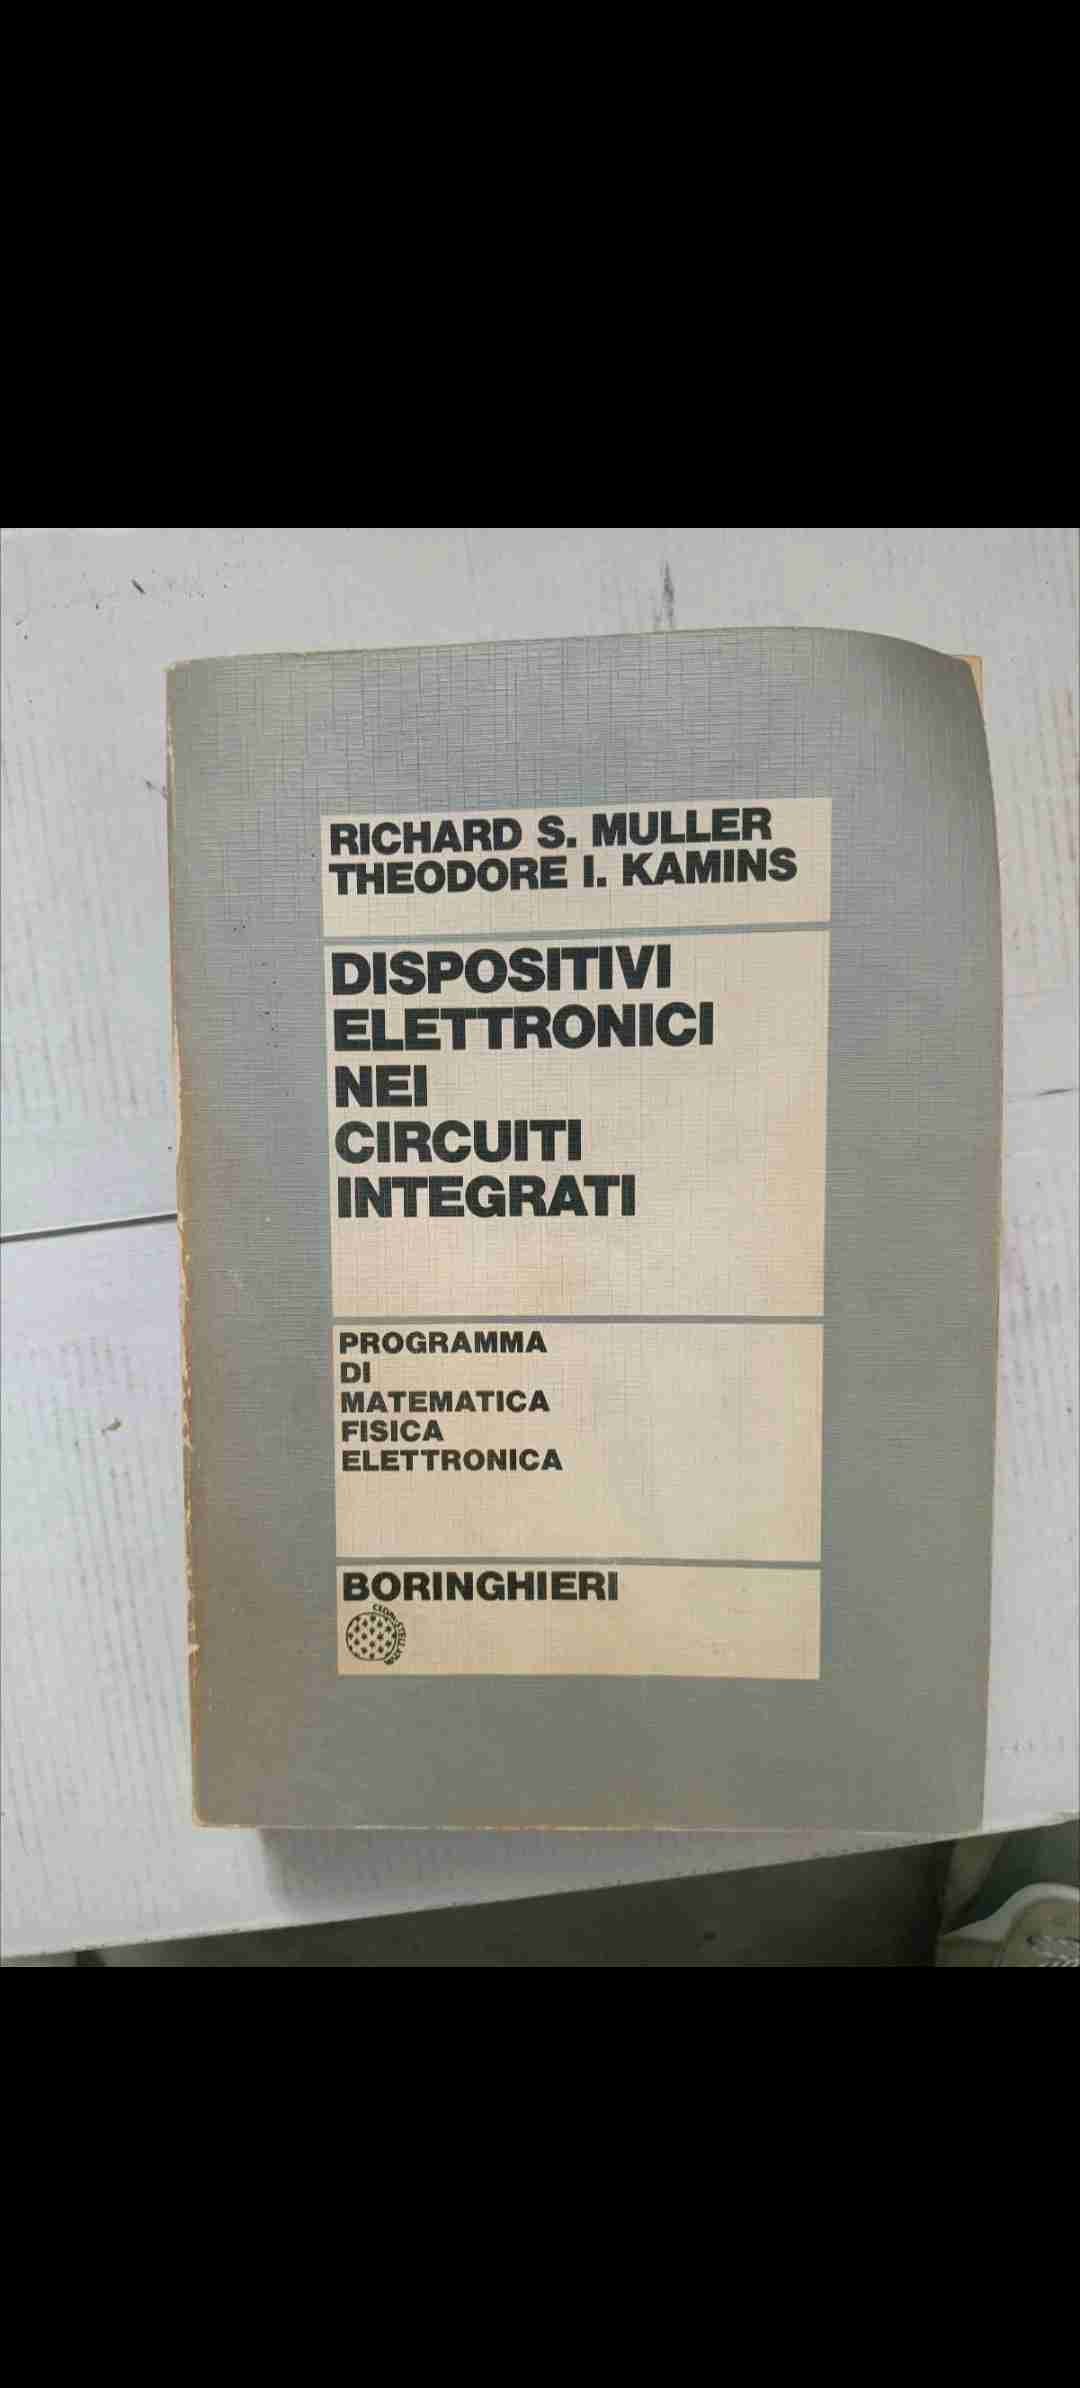 RICHARD S. MULLER
THEODORE I. KAMINS
DISPOSITIVI
ELETTRONICI
NEI
CIRCUITI
INTEGRATI
PROGRAMMA
DI
MATEMATICA
FISICA
ELETTRONICA
BORINGHIERI